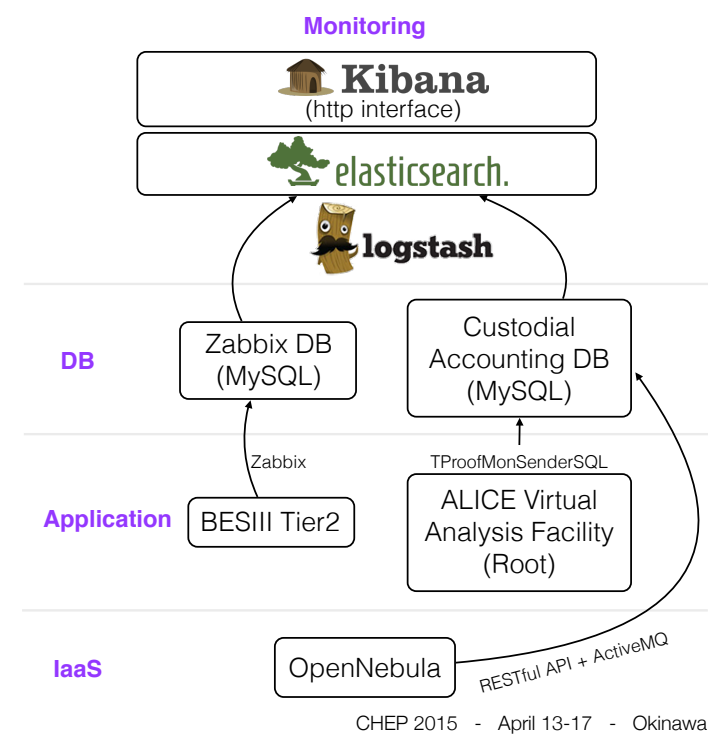 Monitoring
Kibana
(http interface)
elasticsearch.
logstash
DB
Zabbix DB
(MySQL)
Custodial
Accounting DB
(MySQL)
Zabbix
TProofMonSenderSQL
Application
BESIII Tier2
ALICE Virtual
Analysis Facility
(Root)
IaaS
OpenNebula
RESTful API + ActiveMQ
CHEP 2015 - April 13-17 - Okinawa